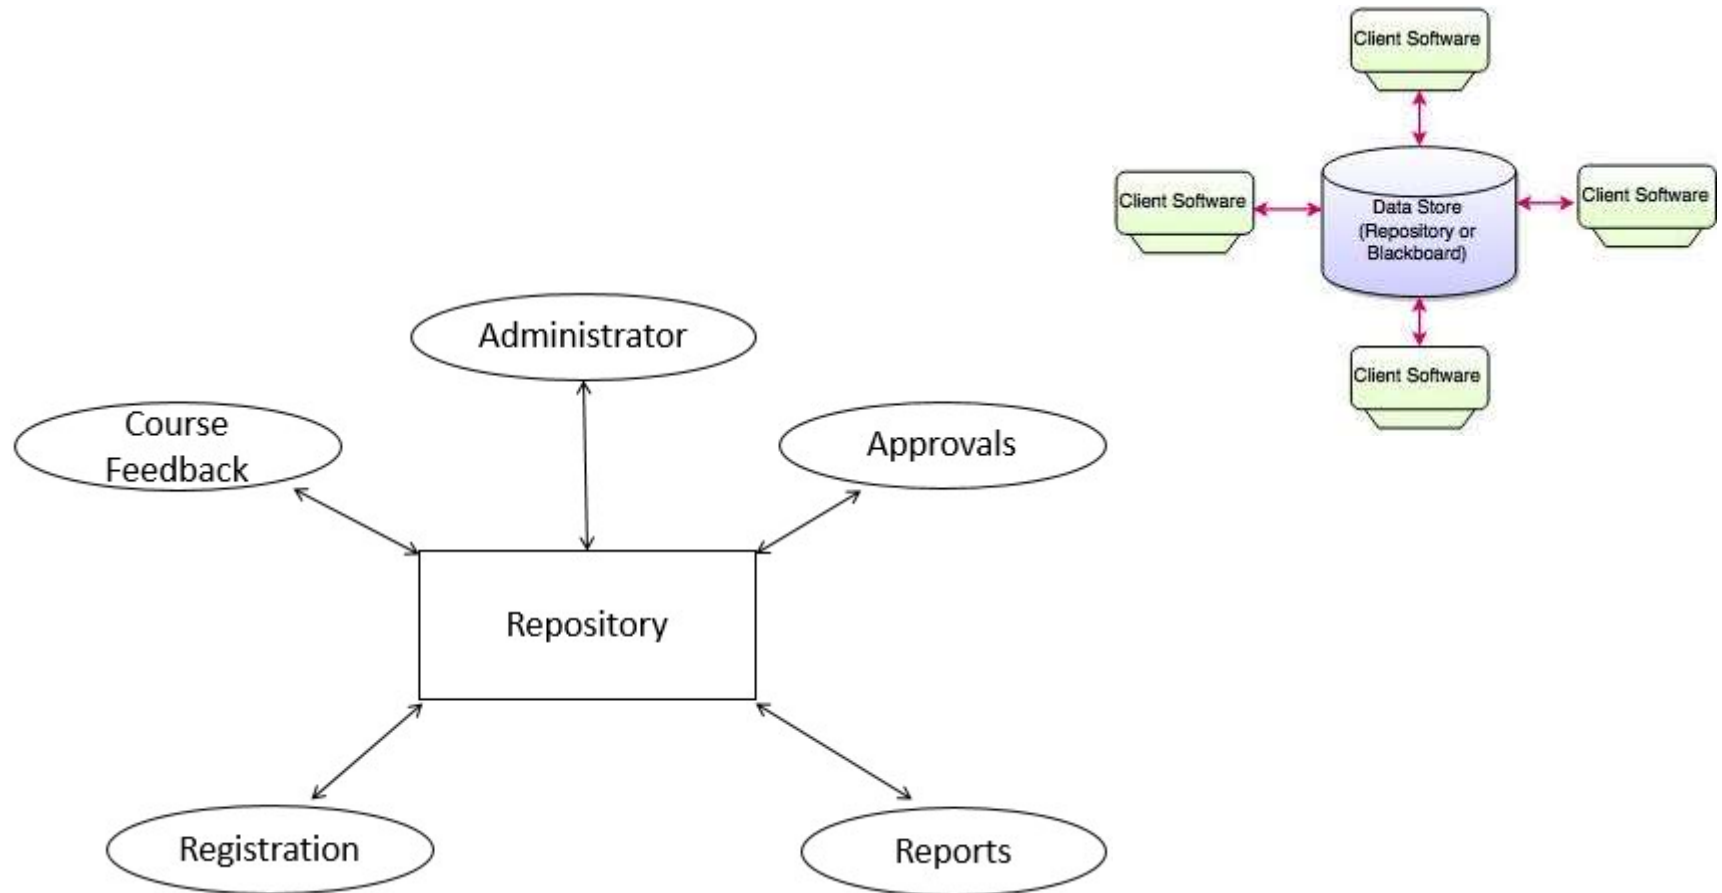 Client Software
Client Software
Data Store
(Repository or
Blackboard)
Client Software
Client Software
Administrator
Course
Feedback
Approvals
Repository
Registration
Reports